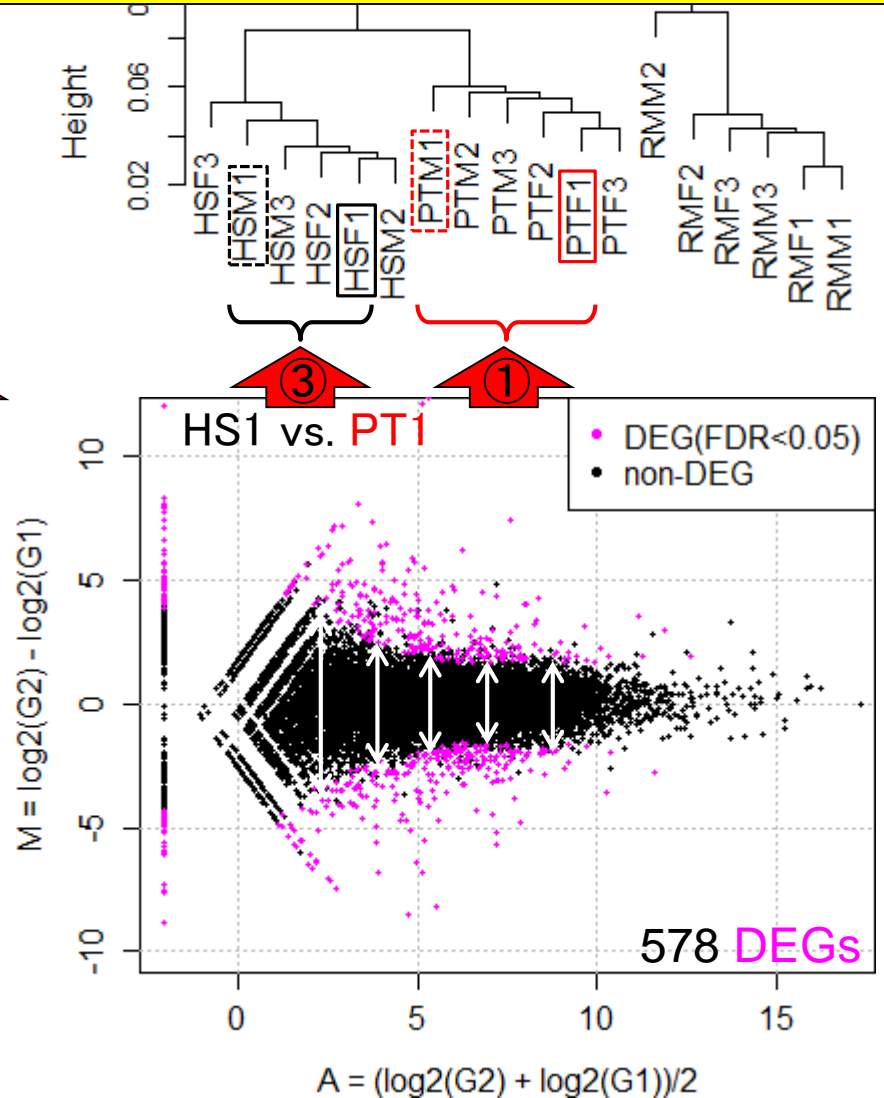 Height
0.06
0.02
HSF3
HSM1
HSM3
HSF2
HSF1
HSM2
PTM1
PTM2
PTM3
PTF2
PTF1
PTF3
RMM2
RMF2
RMF3
RMM3
RMF1
RMM1
③
①
HS1 vs. PT1
DEG(FDR<0.05)
non-DEG
M = log2(G2) - log2(G1)
10
5
0
-5
-10
578 DEGs
0
5
10
15
A = (log2(G2) + log2(G1))/2